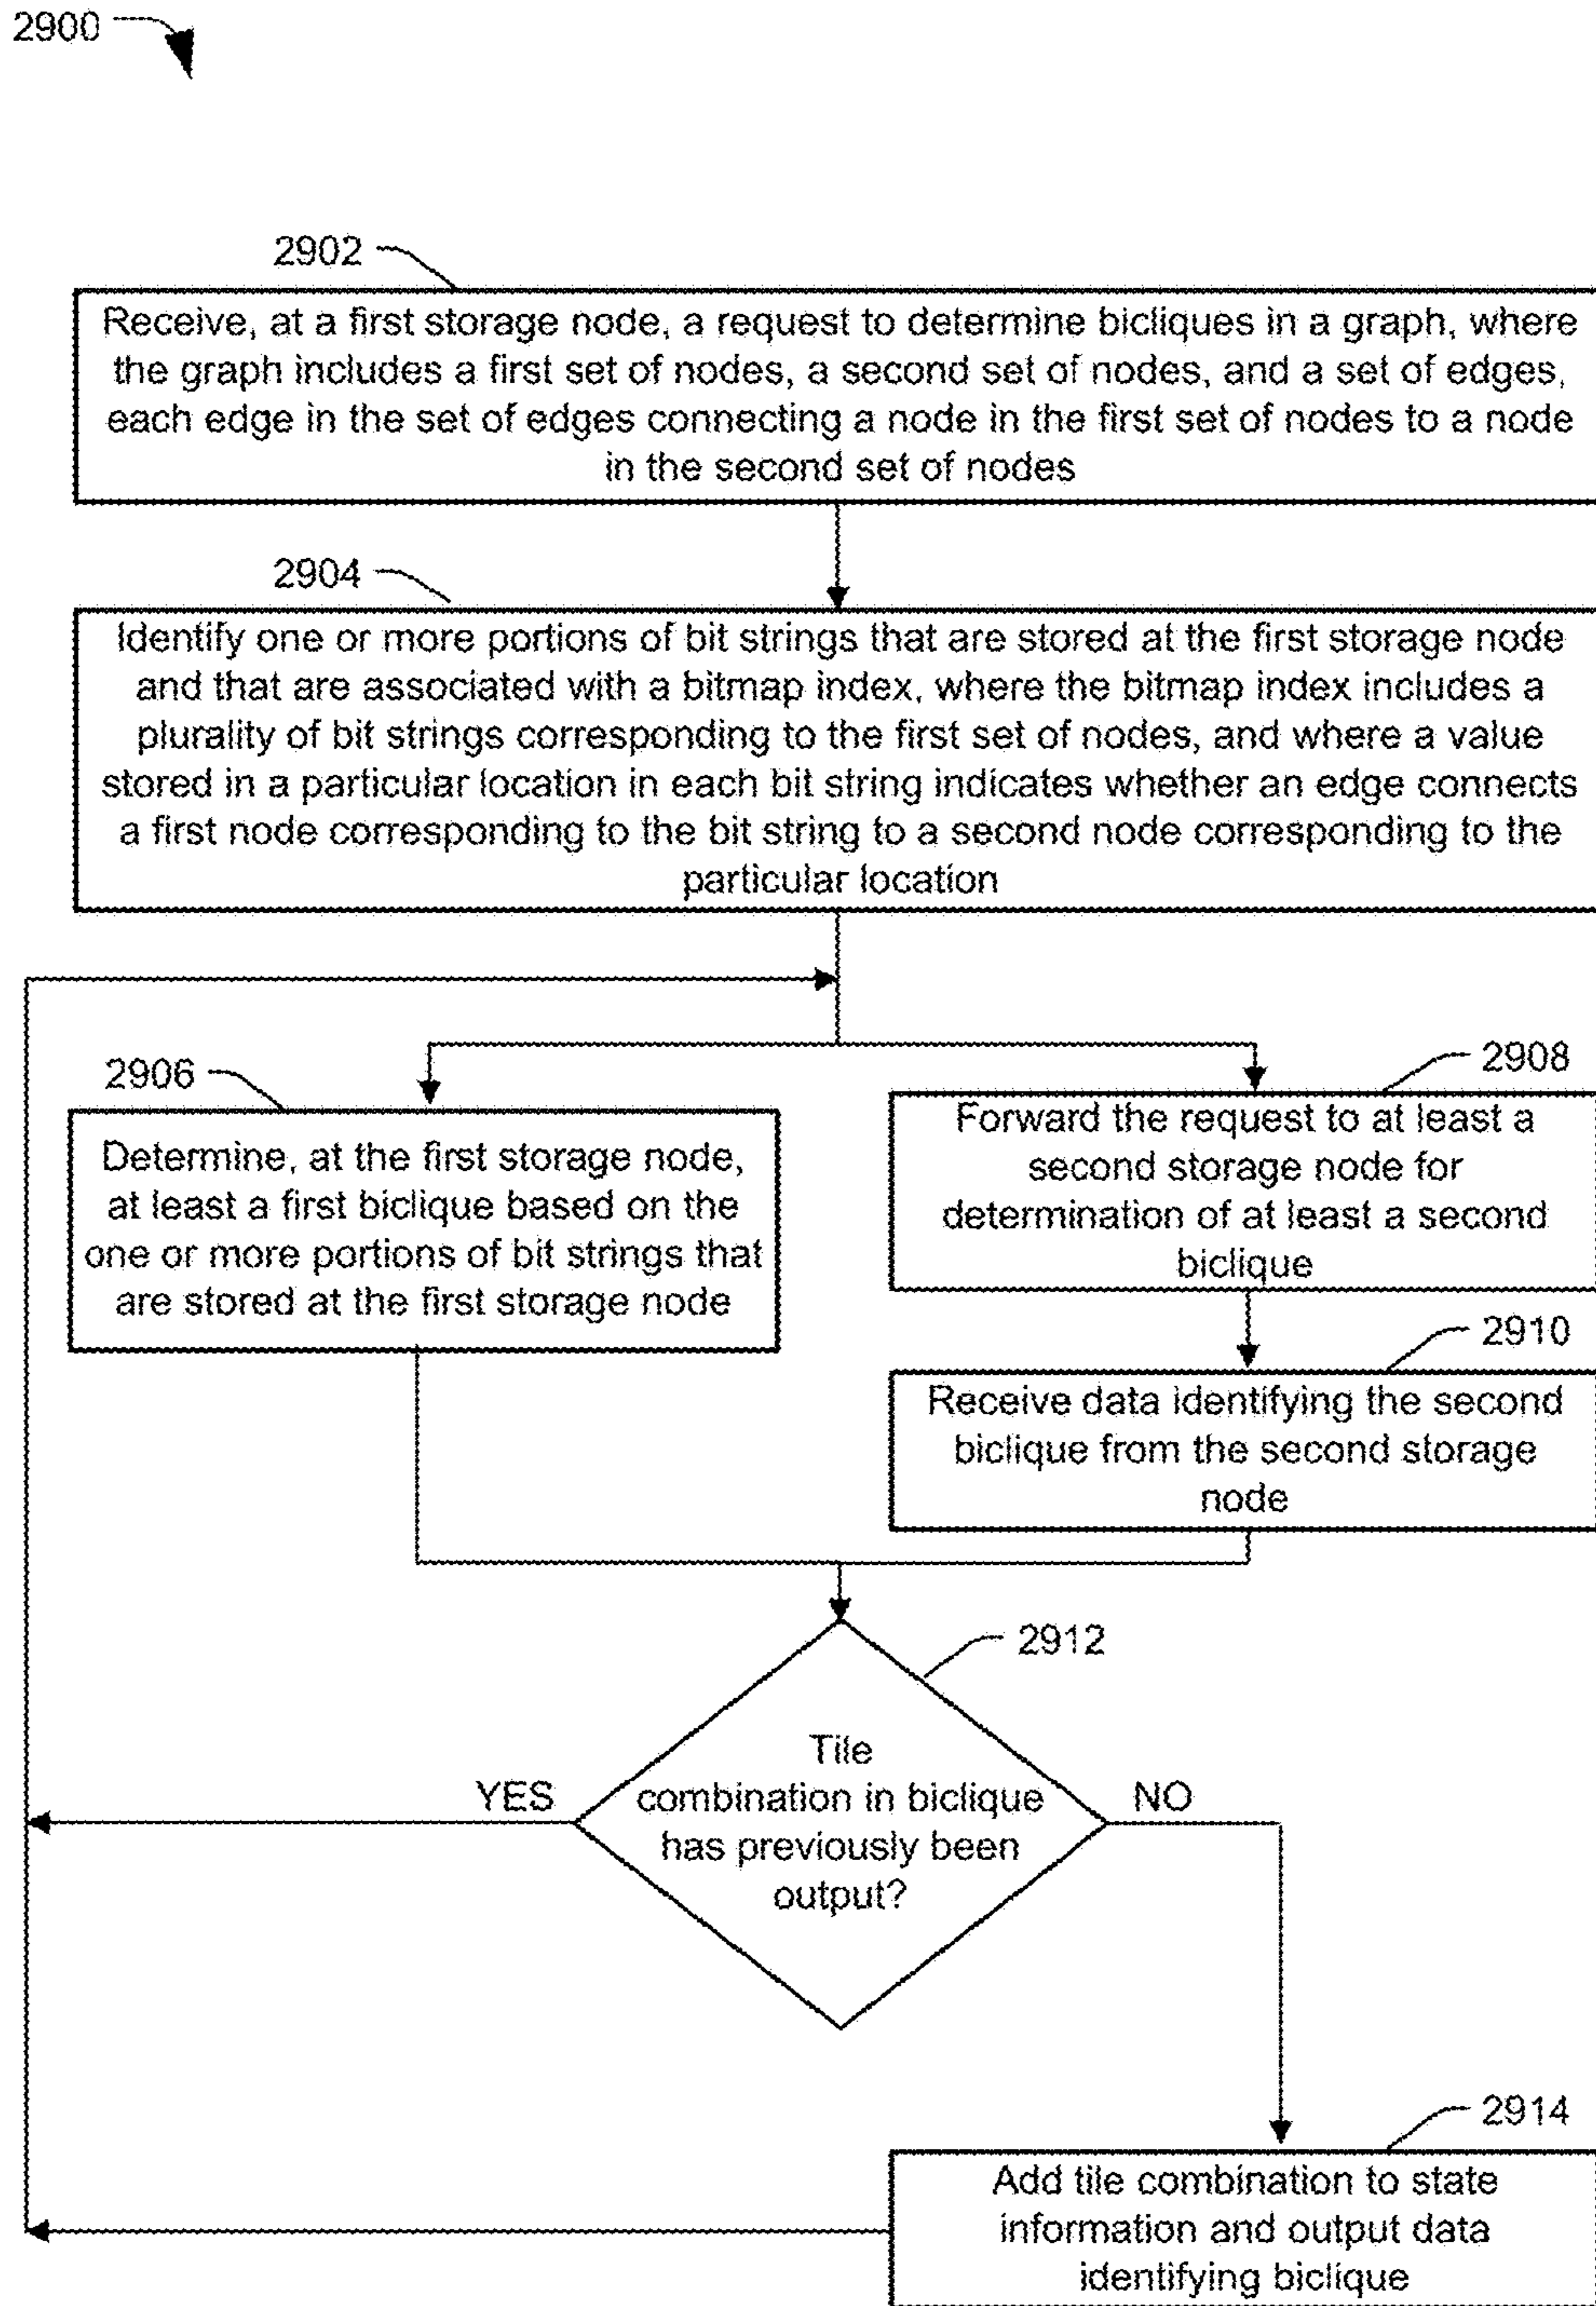 2900
2902
Receive, at a first storage node, a request to determine bicliques in a graph, where
the graph includes a first set of nodes, a second set of nodes, and a set of edges,
each edge in the set of edges connecting a node in the first set of nodes to a node
in the second set of nodes
2904
Identify one or more portions of bit strings that are stored at the first storage node
and that are associated with a bitmap index, where the bitmap index includes a
plurality of bit strings corresponding to the first set of nodes, and where a value
stored in a particular location in each bit string indicates whether an edge connects
a first node corresponding to the bit string to a second node corresponding to the
particular location
2906
Determine, at the first storage node,
at least a first biclique based on the
one or more portions of bit strings that
are stored at the first storage node
2908
Forward the request to at least a
second storage node for
determination of at least a second
biclique
2910
Receive data identifying the second
biclique from the second storage
node
2912
Tile
combination in biclique
has previously been
output?
YES
NO
2914
Add tile combination to state
information and output data
identifying biclique